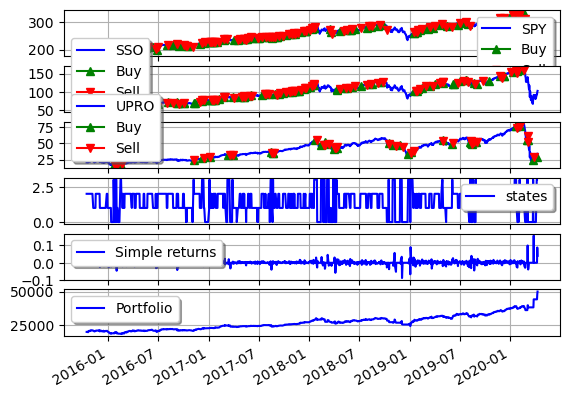 300
200
SPY
Buy
SSO
Buy
Sell
150
100
50
UPRO
Buy
Sell
75
50
25
2.5
0.0
states
0.1
0.0
−0.1
Simple returns
50000
25000
Portfolio
2016-01
2016-07
2017-01
2017-07
2018-01
2018-07
2019-01
2019-07
2020-01